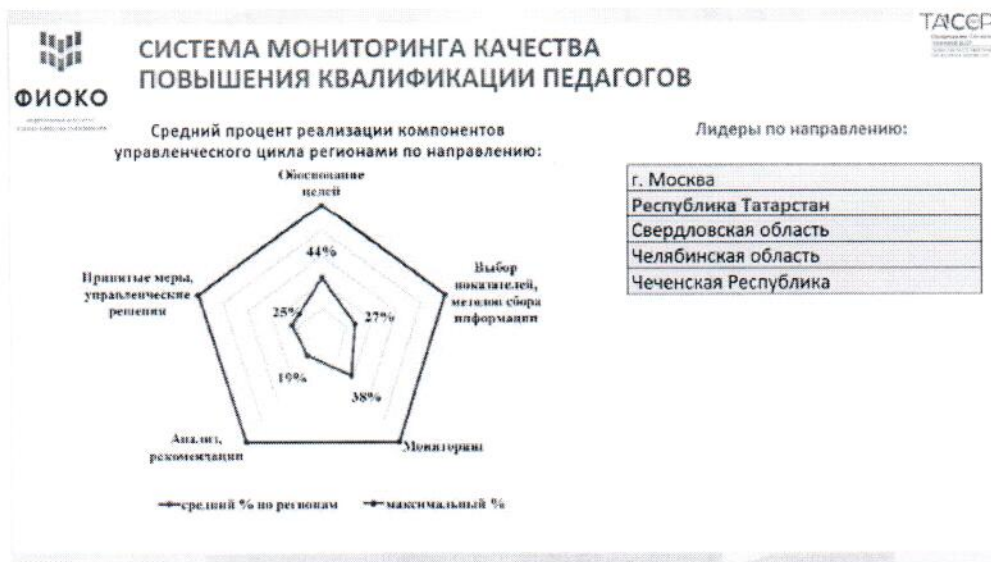 ФИОКО
СИСТЕМА МОНИТОРИНГА КАЧЕСТВА
ПОВЫШЕНИЯ КВАЛИФИКАЦИИ ПЕДАГОГОВ
Средний процент реализации компонентов
управленческого цикла регионами по направлению:
Обоснование
целей
44%
Выбор
показателей,
методов сбора
информации
27%
38%
Мониторинг
19%
Анализ,
рекомендации
25%
Принятые меры,
управленческие
решения
средний % по регионам
максимальный %
Лидеры по направлению:
г. Москва
Республика Татарстан
Свердловская область
Челябинская область
Чеченская Республика